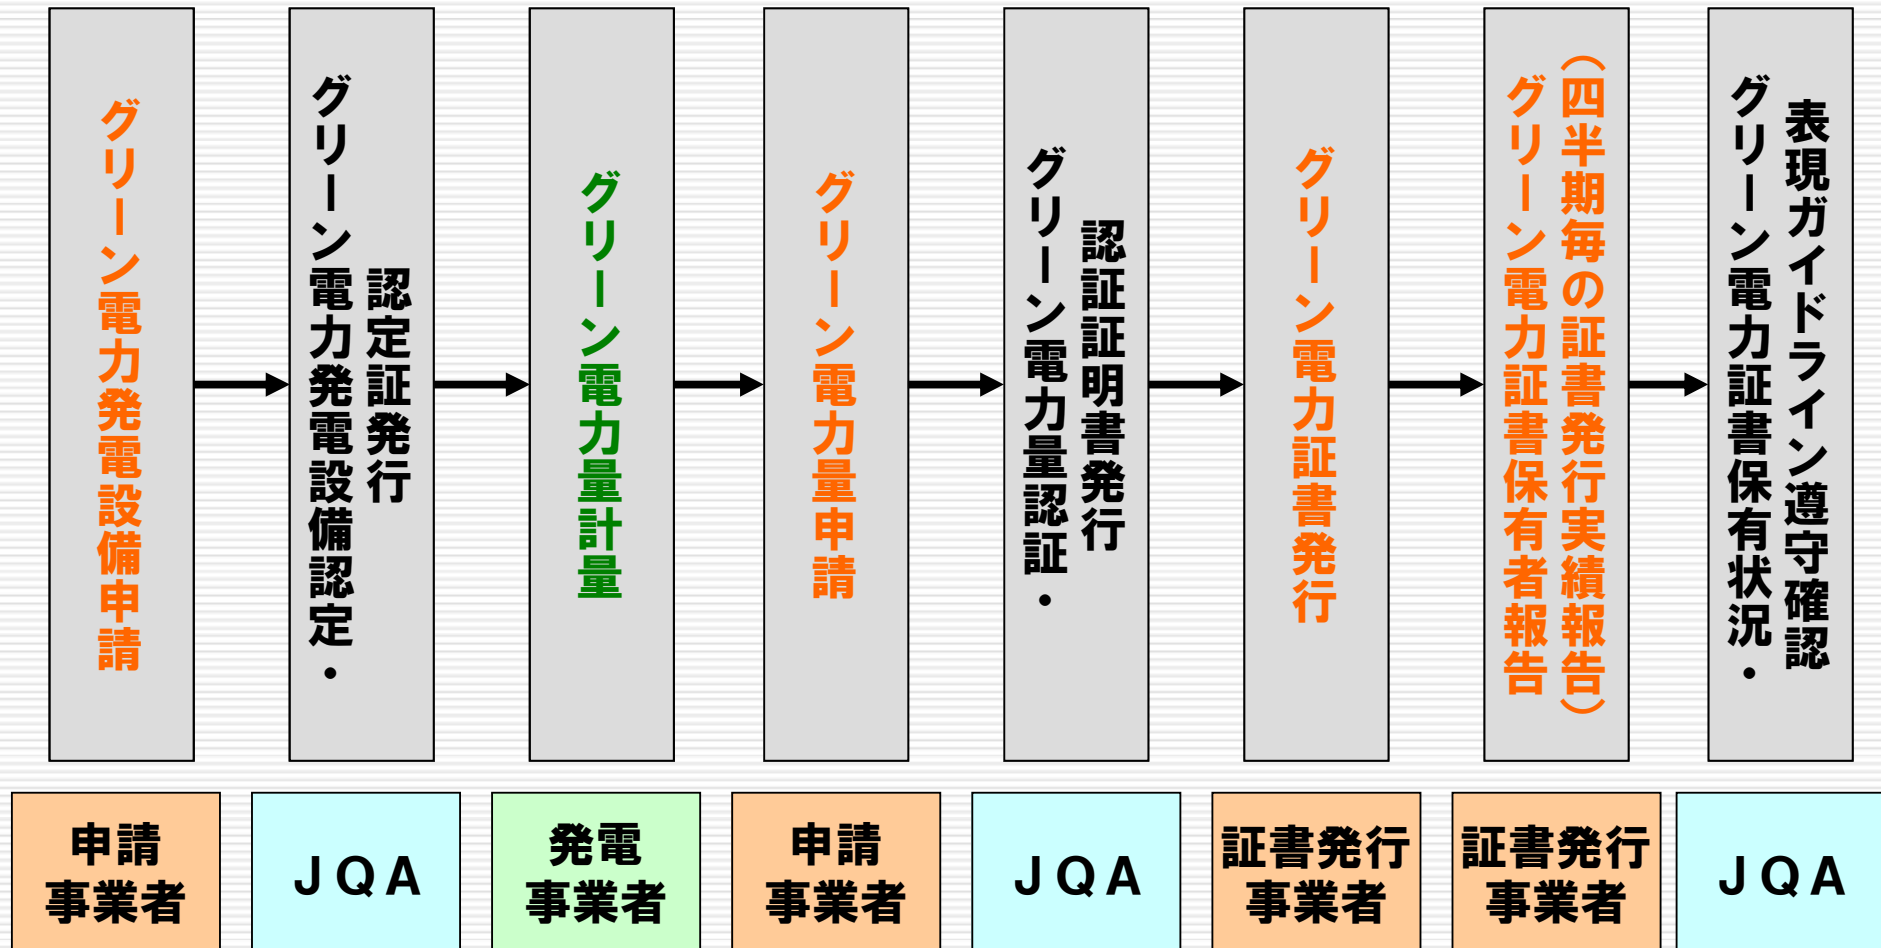 グリーン電力発電設備申請
グリーン電力発電設備認定・
認定証発行
グリーン電力量計量
グリーン電力量申請
グリーン電力量認証・
認証証明書発行
グリーン電力証書発行
グリーン電力証書保有者報告
（四半期毎の証書発行実績報告）
グリーン電力証書保有状況・
表現ガイドライン遵守確認
申請
事業者
ＪＱＡ
発電
事業者
申請
事業者
ＪＱＡ
証書発行
事業者
証書発行
事業者
ＪＱＡ